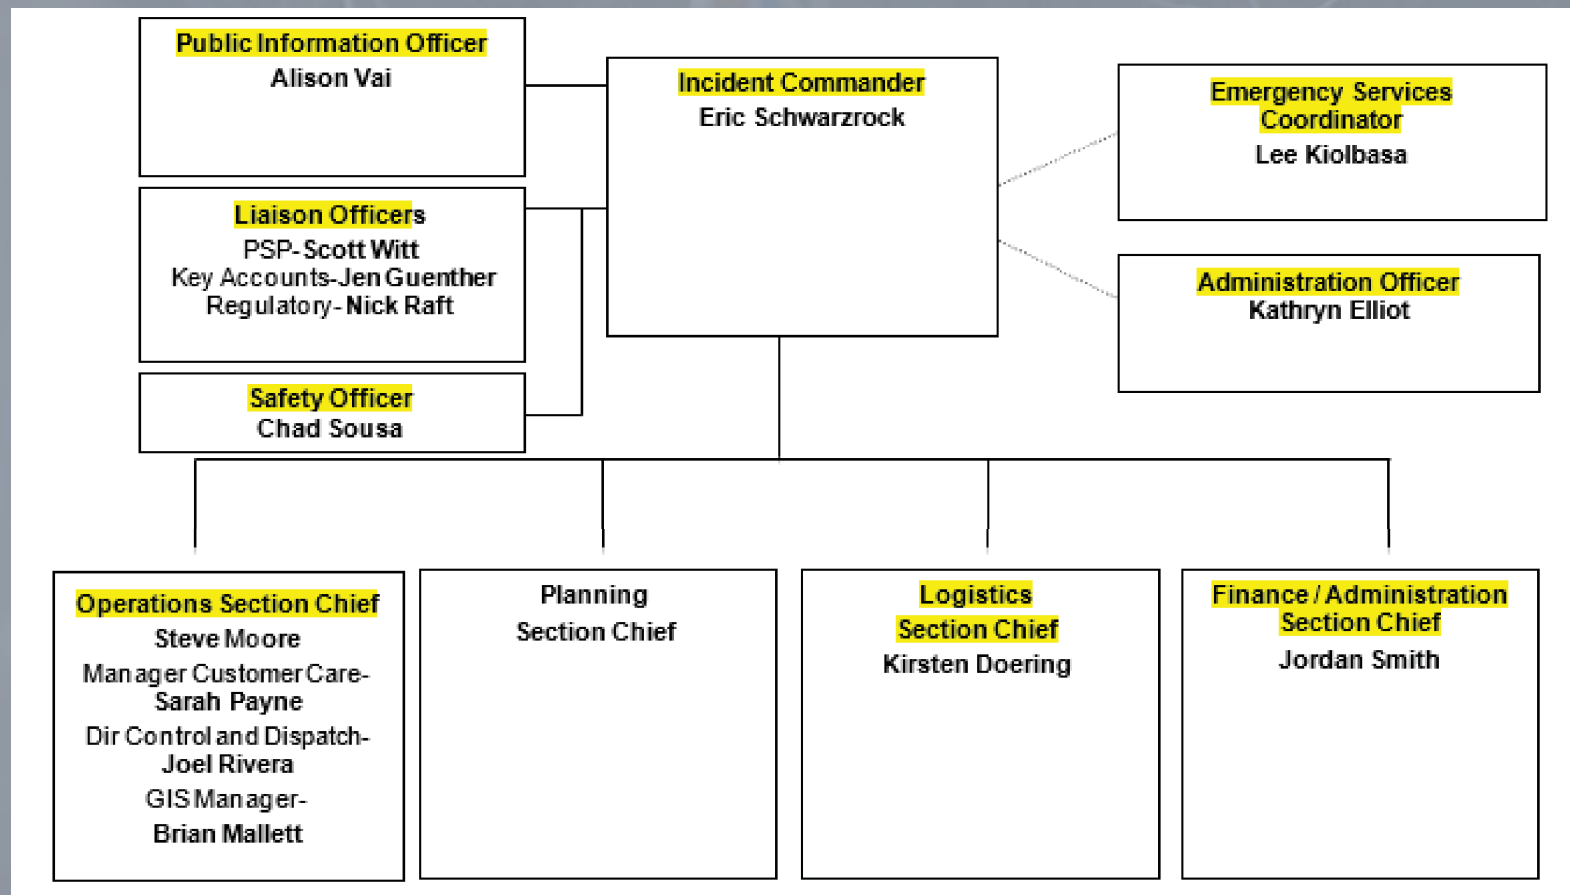 Public Information Officer
Alison Vai
Incident Commander
Eric Schwarzrock
Emergency Services
Coordinator
Lee Kiolbasa
Liaison Officers
PSP-Scott Witt
Key Accounts-Jen Guenther
Regulatory-Nick Raft
Administration Officer
Kathryn Elliot
Safety Officer
Chad Sousa
Operations Section Chief
Steve Moore
Manager Customer Care-
Sarah Payne
Dir Control and Dispatch-
Joel Rivera
GIS Manager-
Brian Mallett
Planning
Section Chief
Logistics
Section Chief
Kirsten Doering
Finance / Administration
Section Chief
Jordan Smith